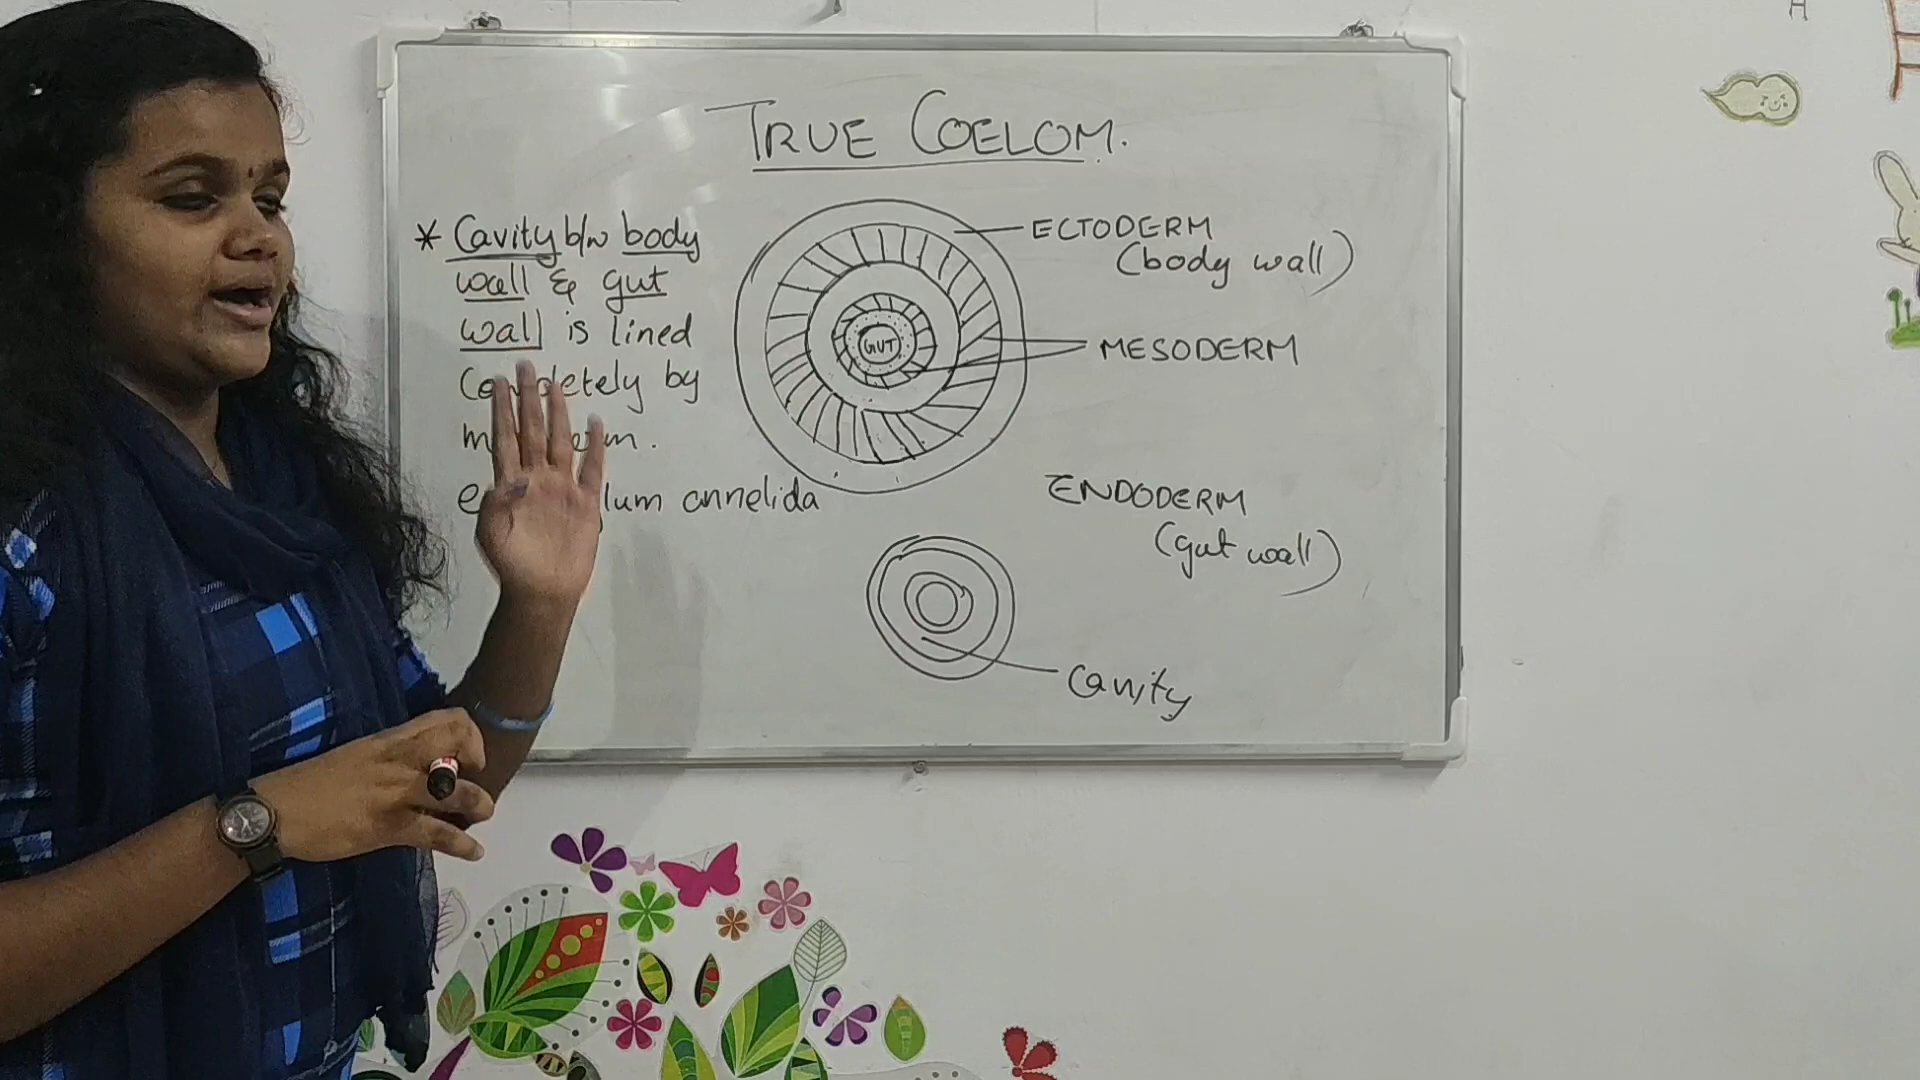 TRUE COELOM.
* Cavity b/w body
wall & gut
wall is lined
completely by
.
annelida
ECTODERM
(body wall)
MESODERM
GUT
ENDODERM
(gut wall)
Cavity
H